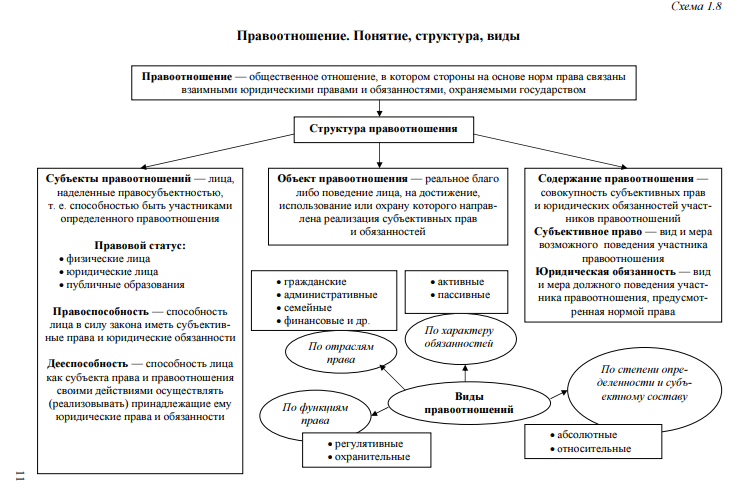 Схема 1.8
Правоотношение. Понятие, структура, виды
Правоотношение — общественное отношение, в котором стороны на основе норм права связаны
взаимными юридическими правами и обязанностями, охраняемыми государством
Структура правоотношения
Субъекты правоотношений — лица,
наделенные правосубъектностью,
т. е. способностью быть участниками
определенного правоотношения
Правовой статус:
• физические лица
• юридические лица
• публичные образования
Правоспособность — способность
лица в силу закона иметь субъектив-
ные права и юридические обязанности
Дееспособность — способность лица
как субъекта права и правоотношения
своими действиями осуществлять
(реализовывать) принадлежащие ему
юридические права и обязанности
Объект правоотношения — реальное благо
либо поведение лица, на достижение,
использование или охрану которого направ-
лена реализация субъективных прав
и обязанностей
Содержание правоотношения —
совокупность субъективных прав
и юридических обязанностей участ-
ников правоотношений
Субъективное право — вид и мера
возможного поведения участника
правоотношения
Юридическая обязанность — вид
и мера должного поведения участ-
ника правоотношения, предусмот-
ренная нормой права
• гражданские
• административные
• семейные
• финансовые и др.
По отраслям
права
• активные
• пассивные
По характеру
обязанностей
По степени опре-
деленности и субъ-
ектному составу
• абсолютные
• относительные
Виды
правоотношений
По функциям
права
• регулятивные
• охранительные
11